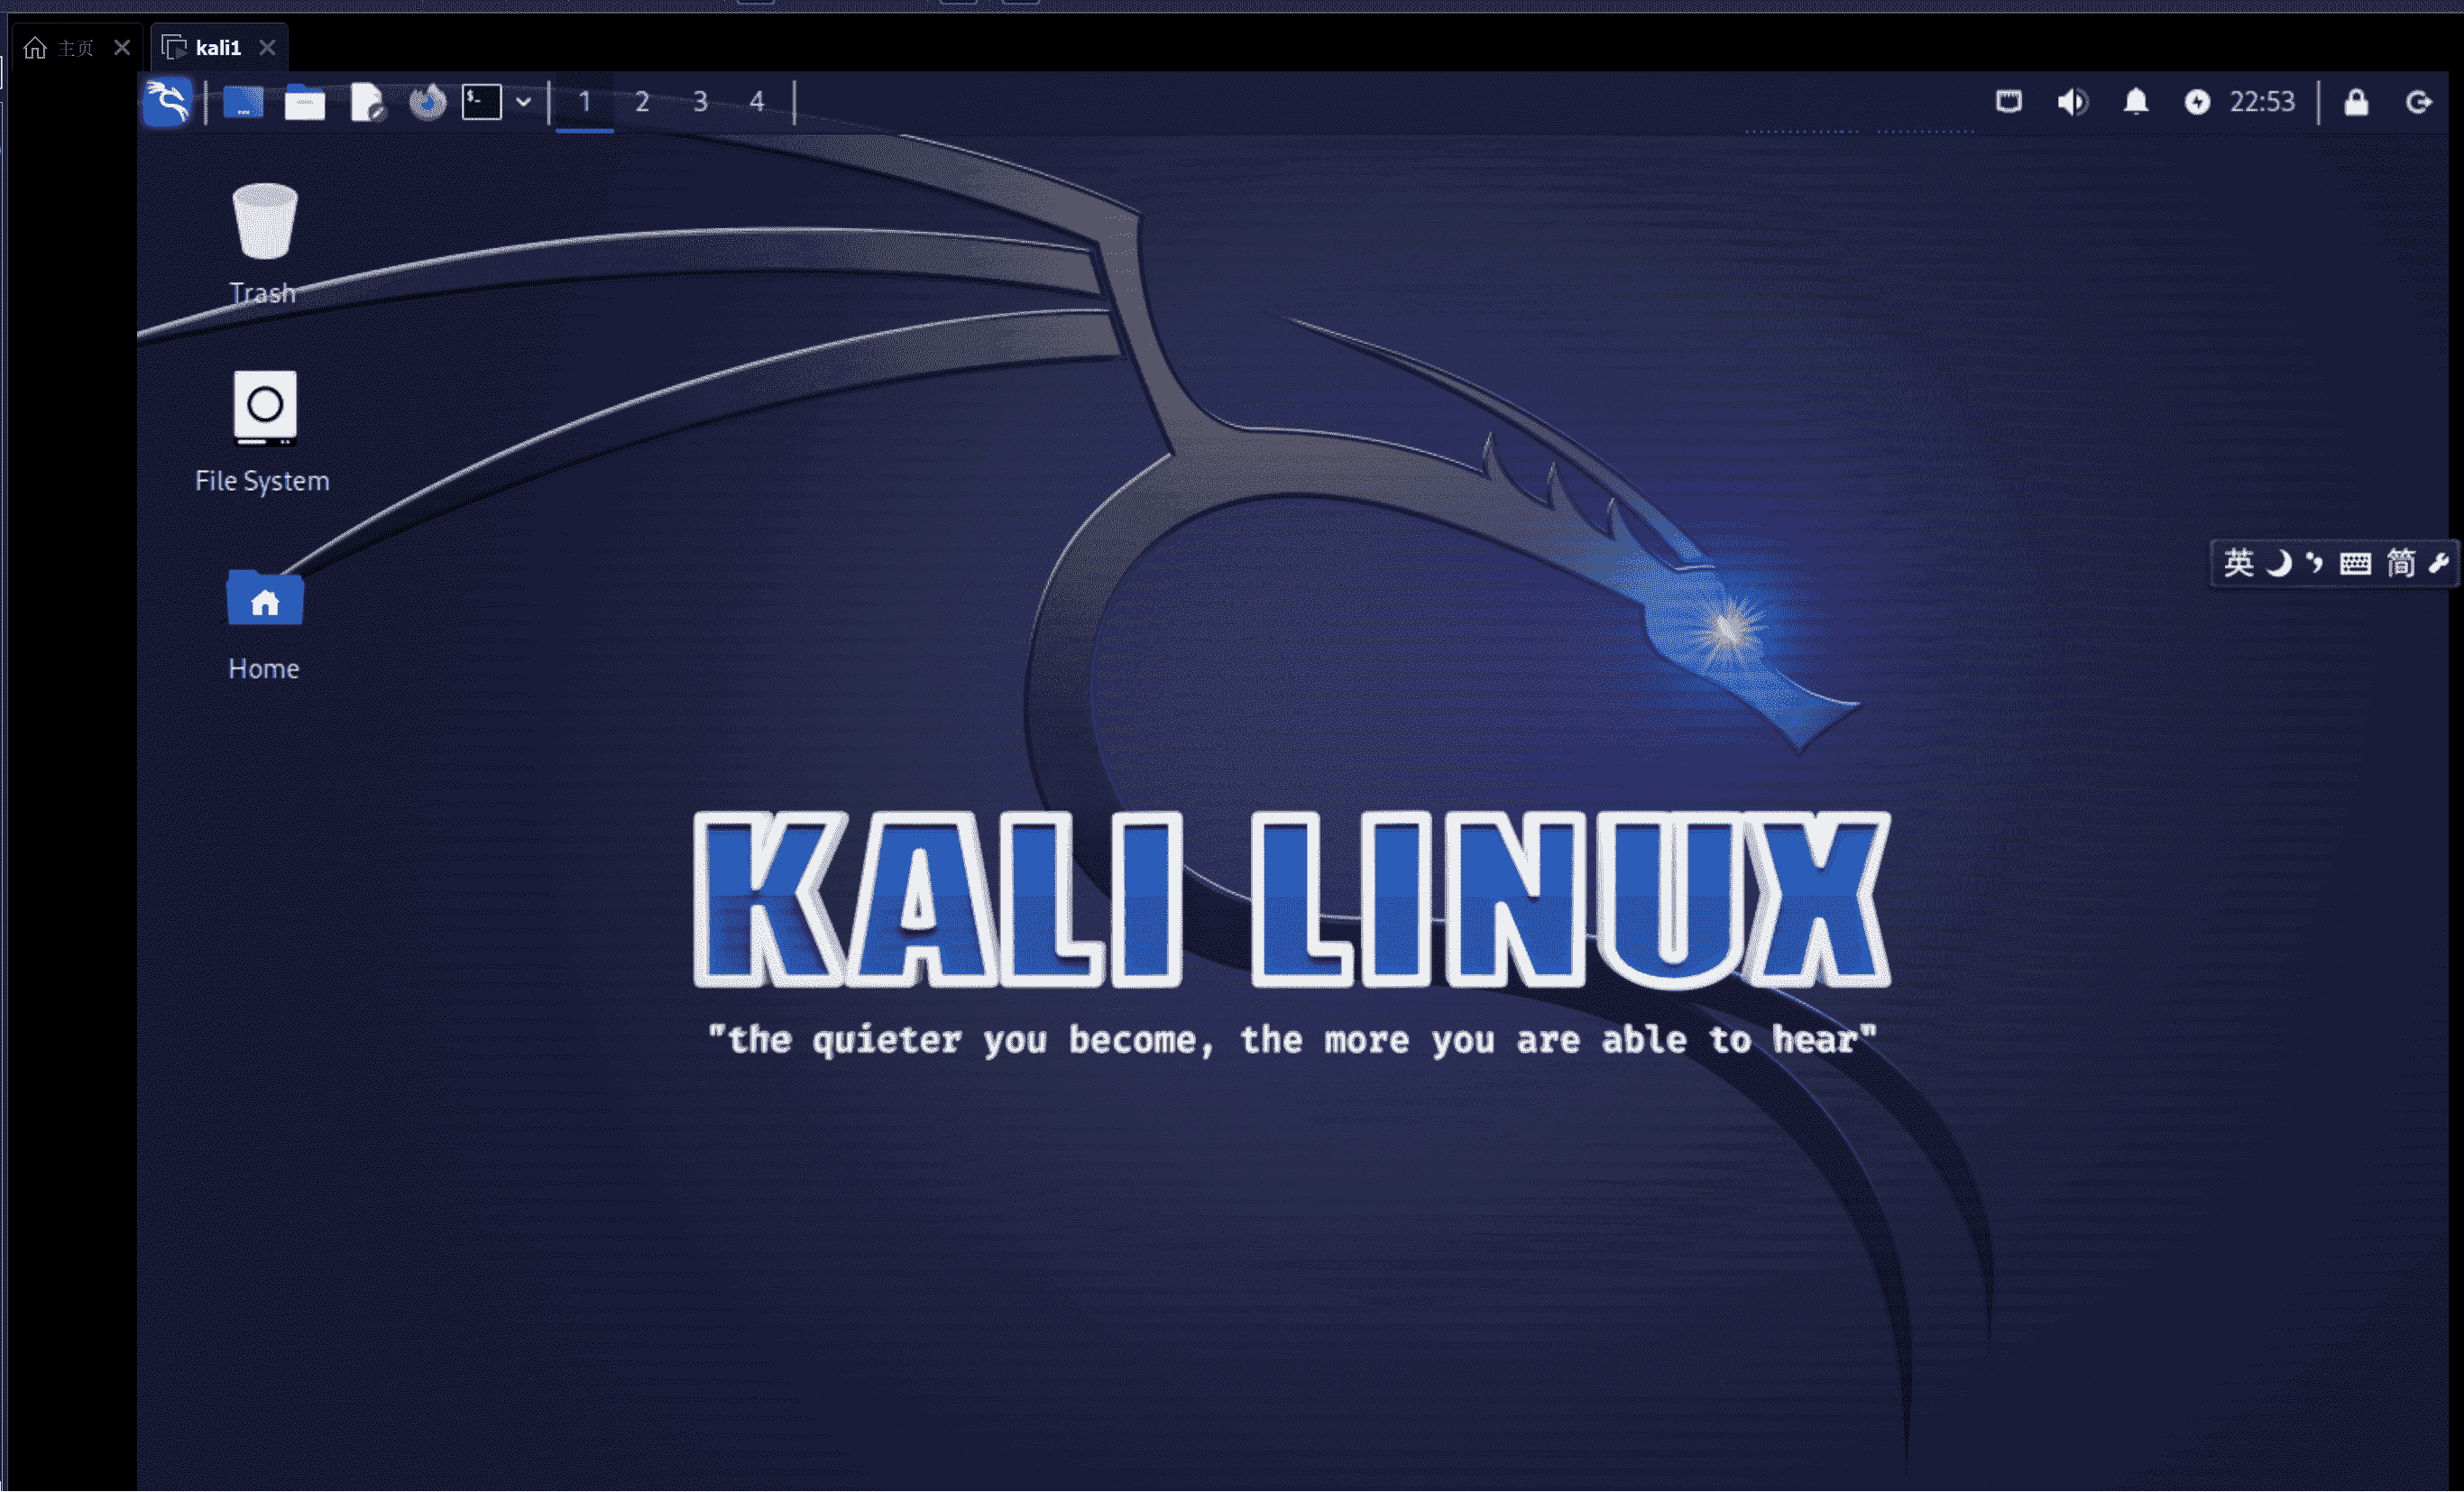 主页
kali1
$-
1 2 3 4
22:53
Trash
File System
英 简
Home
KALI LINUX
"the quieter you become, the more you are able to hear"